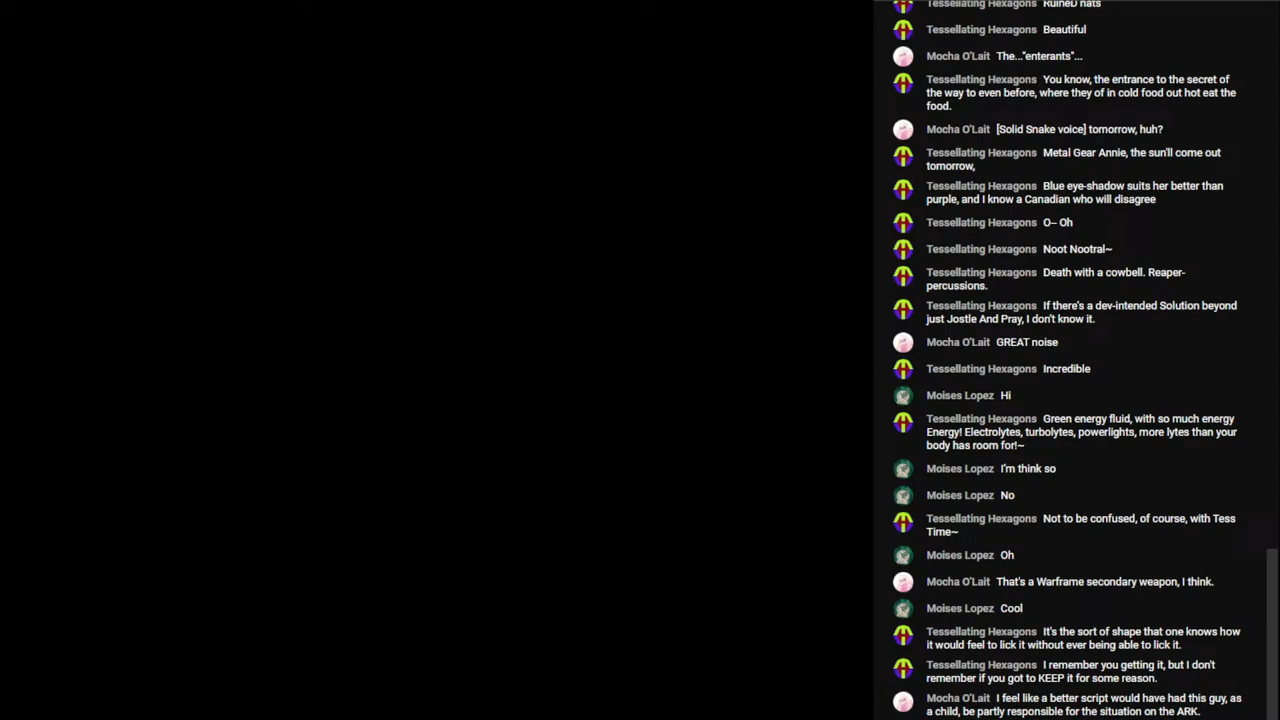 Tessellating Hexagons RuineD hats
Tessellating Hexagons Beautiful
Mocha O'Lait The..."enterants"...
Tessellating Hexagons You know, the entrance to the secret of
the way to even before, where they of in cold food out hot eat the
food.
Mocha O'Lait [Solid Snake voice] tomorrow, huh?
Tessellating Hexagons Metal Gear Annie, the sun'll come out
tomorrow,
Tessellating Hexagons Blue eye-shadow suits her better than
purple, and I know a Canadian who will disagree
Tessellating Hexagons O-- Oh
Tessellating Hexagons Noot Nootral~
Tessellating Hexagons Death with a cowbell. Reaper-
percussions.
Tessellating Hexagons If there's a dev-intended Solution beyond
just Jostle And Pray, I don't know it.
Mocha O'Lait GREAT noise
Tessellating Hexagons Incredible
Moises Lopez Hi
Tessellating Hexagons Green energy fluid, with so much energy
Energy! Electrolytes, turbolytes, powerlights, more lytes than your
body has room for!~
Moises Lopez I'm think so
Moises Lopez No
Tessellating Hexagons Not to be confused, of course, with Tess
Time~
Moises Lopez Oh
Mocha O'Lait That's a Warframe secondary weapon, I think.
Moises Lopez Cool
Tessellating Hexagons It's the sort of shape that one knows how
it would feel to lick it without ever being able to lick it.
Tessellating Hexagons I remember you getting it, but I don't
remember if you got to KEEP it for some reason.
Mocha O'Lait I feel like a better script would have had this guy, as
a child, be partly responsible for the situation on the ARK.